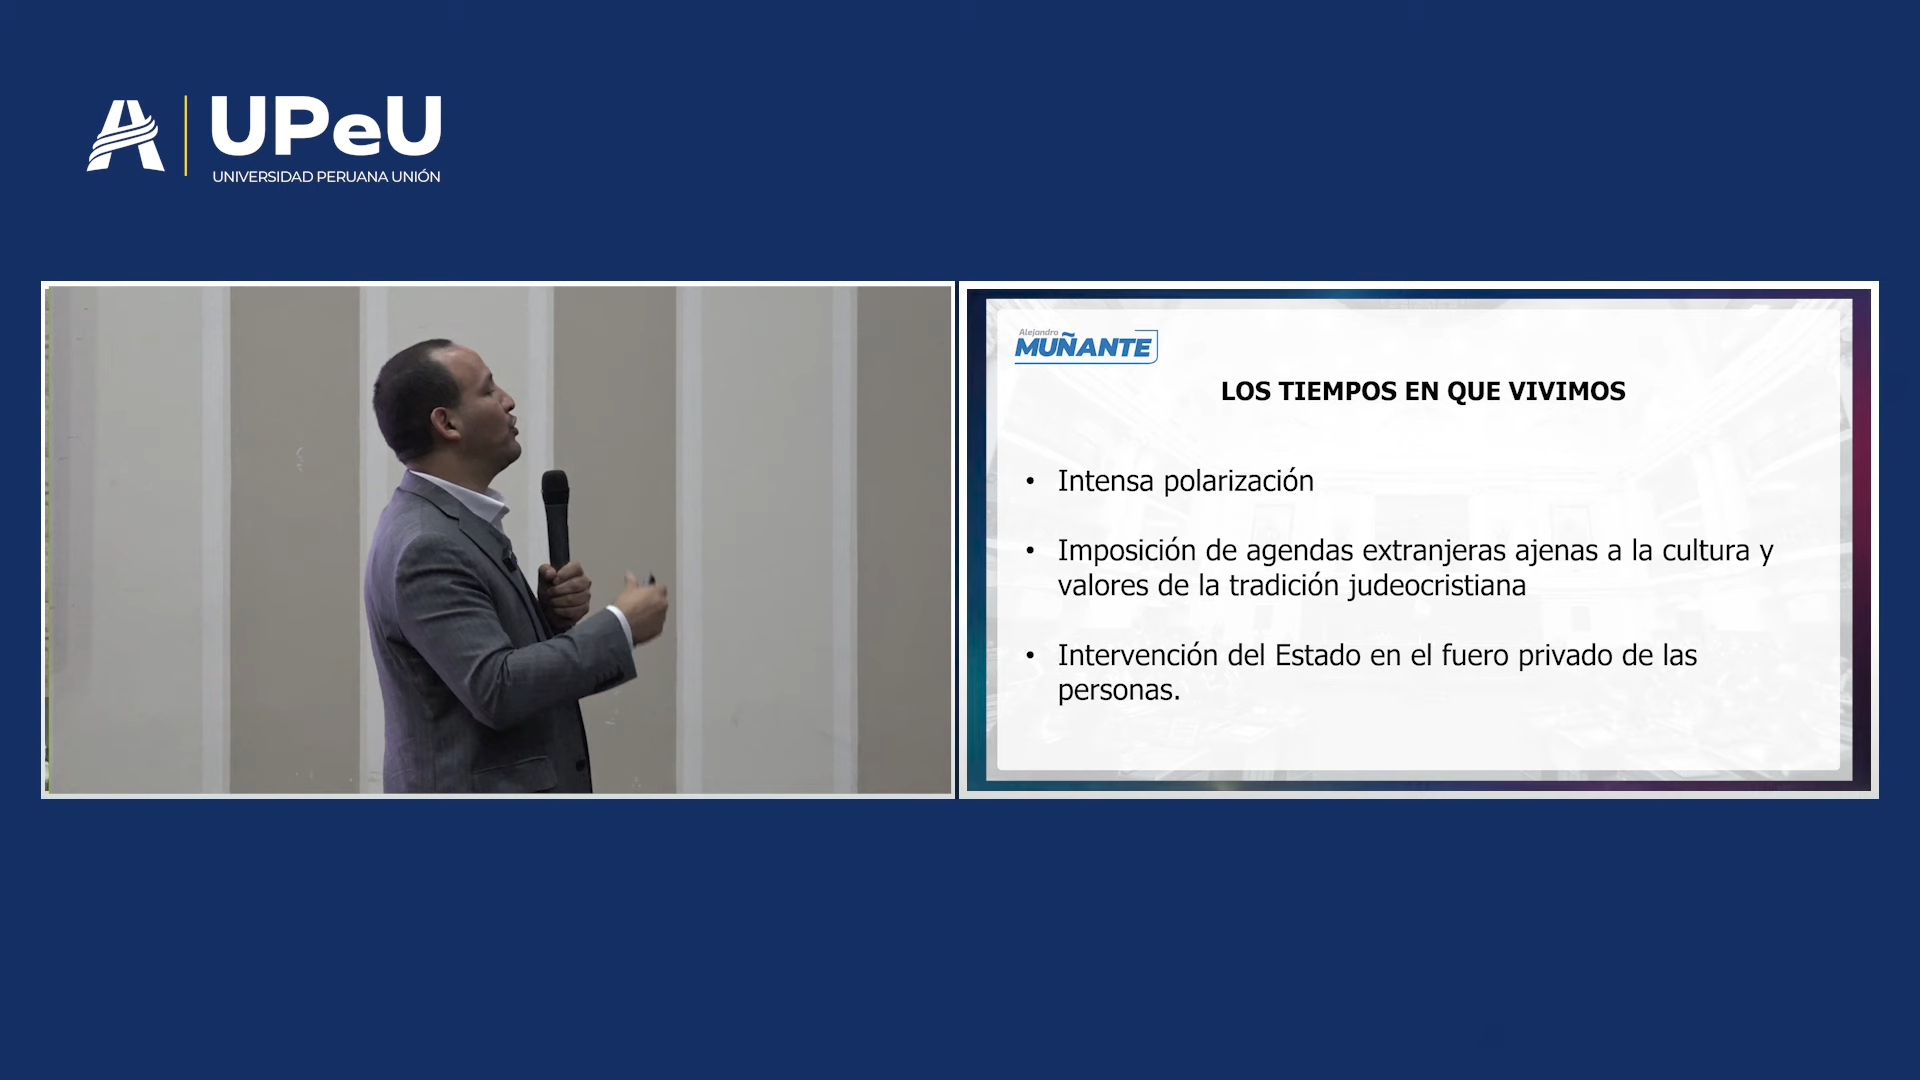 UPeU
UNIVERSIDAD PERUANA UNIÓN
Alejandro
MUÑANTE
LOS TIEMPOS EN QUE VIVIMOS
• Intensa polarización
• Imposición de agendas extranjeras ajenas a la cultura y
valores de la tradición judeocristiana
• Intervención del Estado en el fuero privado de las
personas.